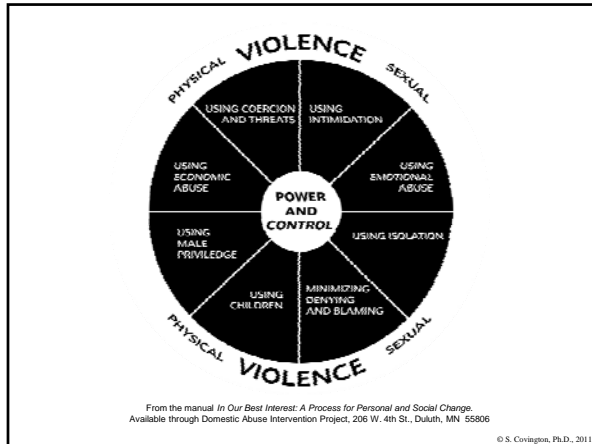 PHYSICAL VIOLENCE SEXUAL
USING COERCION
AND THREATS
USING
INTIMIDATION
USING
ECONOMIC
ABUSE
USING
EMOTIONAL
ABUSE
POWER
AND
CONTROL
USING
MALE
PRIVILEDGE
USING ISOLATION
USING
CHILDREN
MINIMIZING
DENYING
AND BLAMING
PHYSICAL VIOLENCE SEXUAL
From the manual In Our Best Interest: A Process for Personal and Social Change.
Available through Domestic Abuse Intervention Project, 206 W. 4th St., Duluth, MN 55806
© S. Covington, Ph.D., 2011